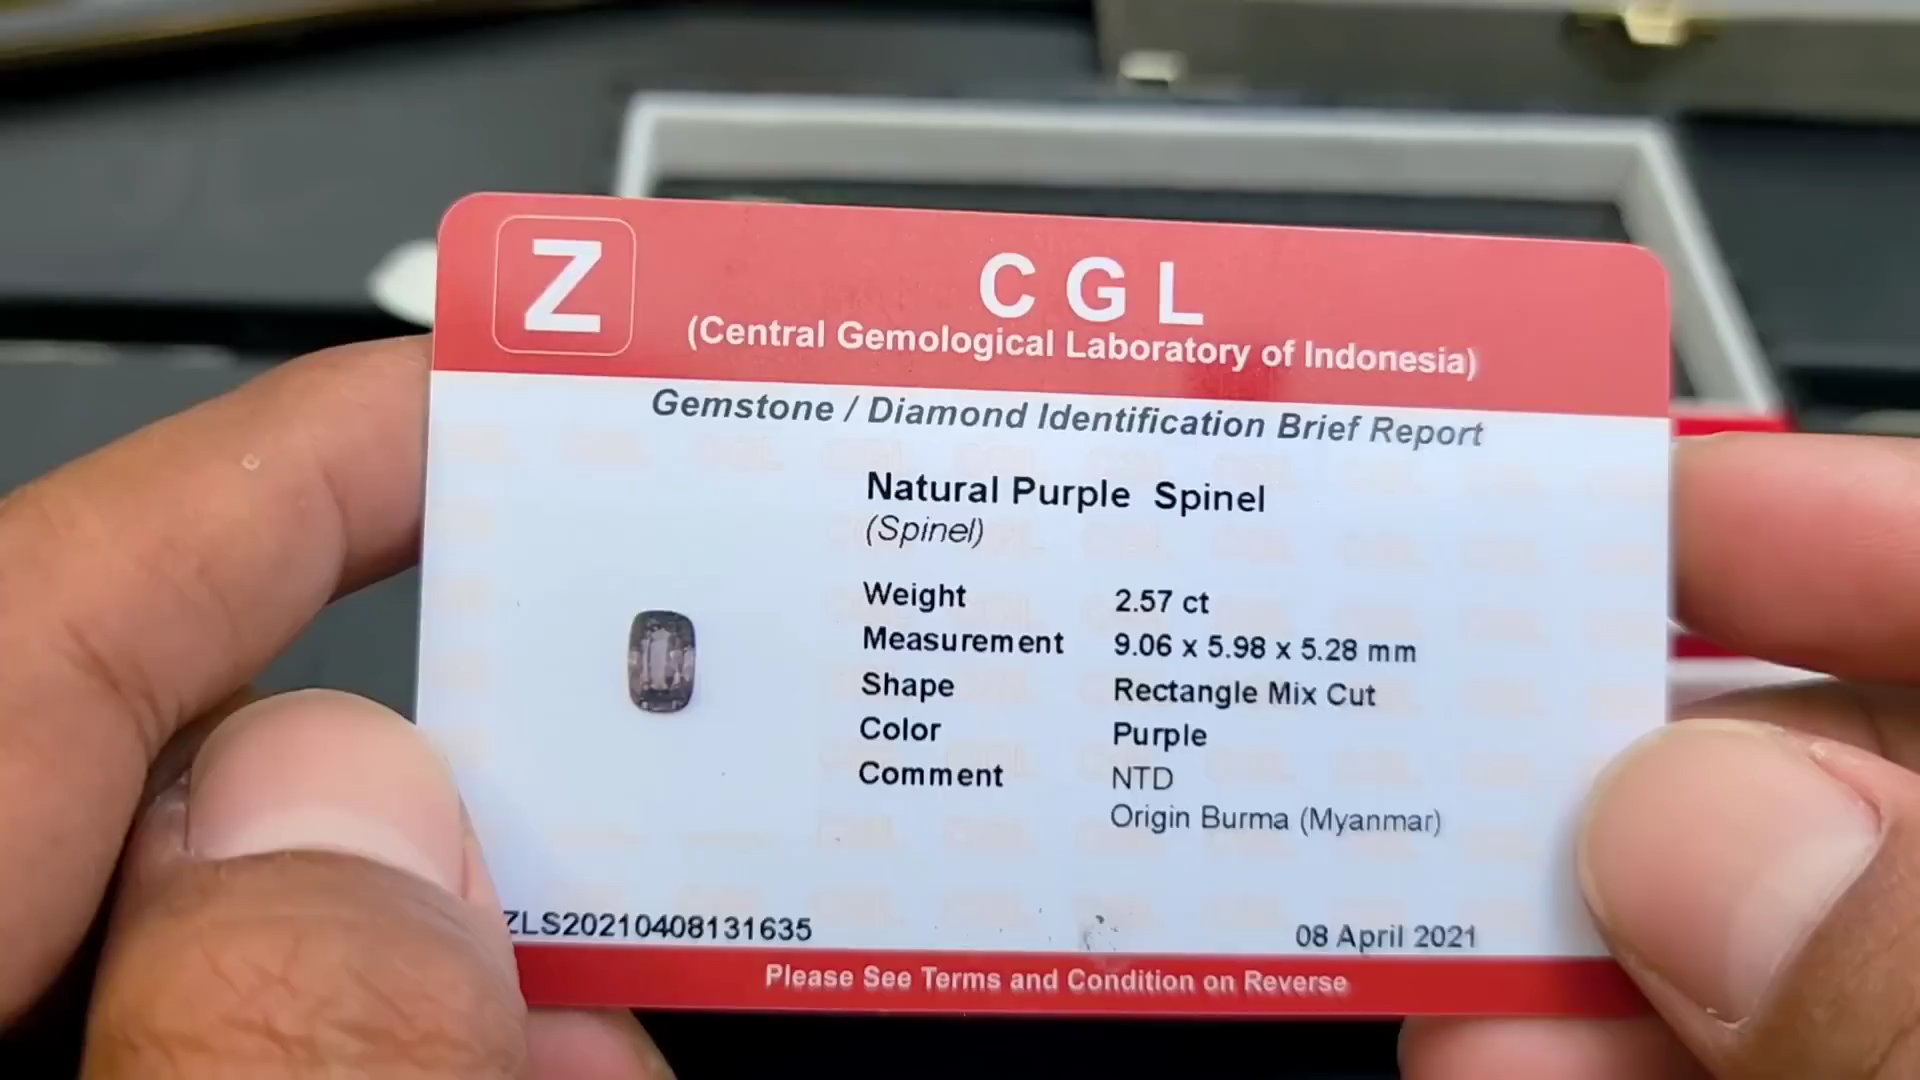 Z
CGL
(Central Gemological Laboratory of Indonesia)
Gemstone / Diamond Identification Brief Report
Natural Purple Spinel
(Spinel)
Weight 2.57 ct
Measurement 9.06 x 5.98 x 5.28 mm
Shape Rectangle Mix Cut
Color Purple
Comment NTD
Origin Burma (Myanmar)
ZLS20210408131635 08 April 2021
Please See Terms and Condition on Reverse